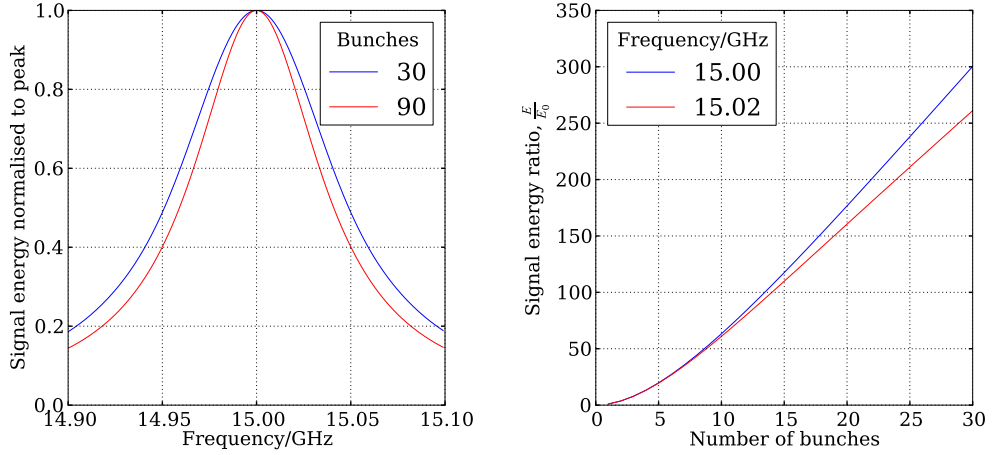 Signal energy normalised to peak
1.0
0.8
0.6
0.4
0.2
0.0
14.90 14.95 15.00 15.05 15.10
Frequency/GHz
Bunches
30
90
Signal energy ratio, E/E₀
350
300
250
200
150
100
50
0
0 5 10 15 20 25 30
Number of bunches
Frequency/GHz
15.00
15.02